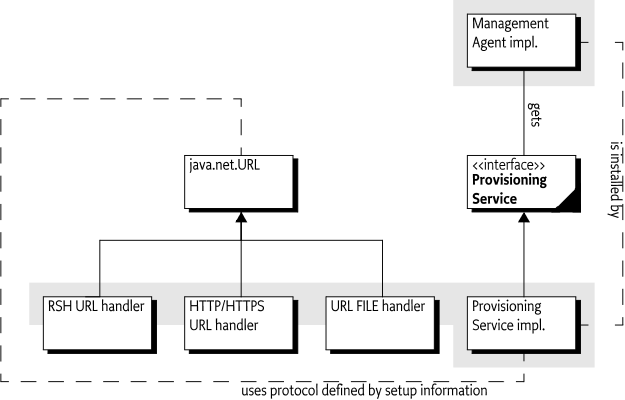 Management
Agent impl.
gets
is installed by
java.net.URL
<<interface>>
Provisioning
Service
RSH URL handler
HTTP/HTTPS
URL handler
URL FILE handler
Provisioning
Service impl.
uses protocol defined by setup information